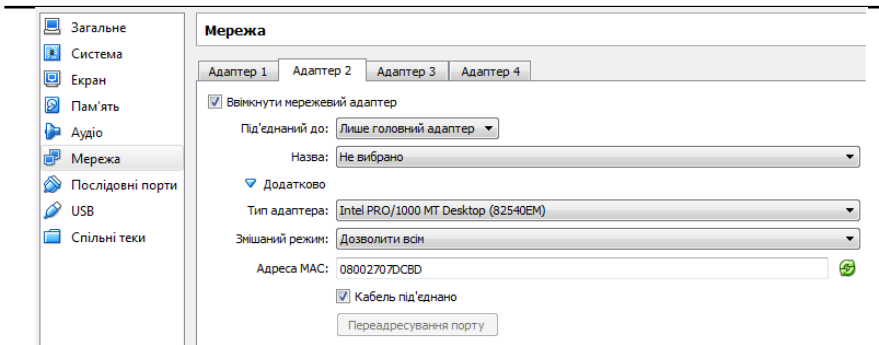 Загальне
Система
Екран
Пам'ять
Аудіо
Мережа
Послідовні порти
USB
Спільні теки
Мережа
Адаптер 1 Адаптер 2 Адаптер 3 Адаптер 4
Ввімкнути мережевий адаптер
Під'єднаний до: Лише головний адаптер
Назва: Не вибрано
Додатково
Тип адаптера: Intel PRO/1000 MT Desktop (82540EM)
Змішаний режим: Дозволити всім
Адреса MAC: 08002707DCBD
Кабель під'єднано
Переадресування порту